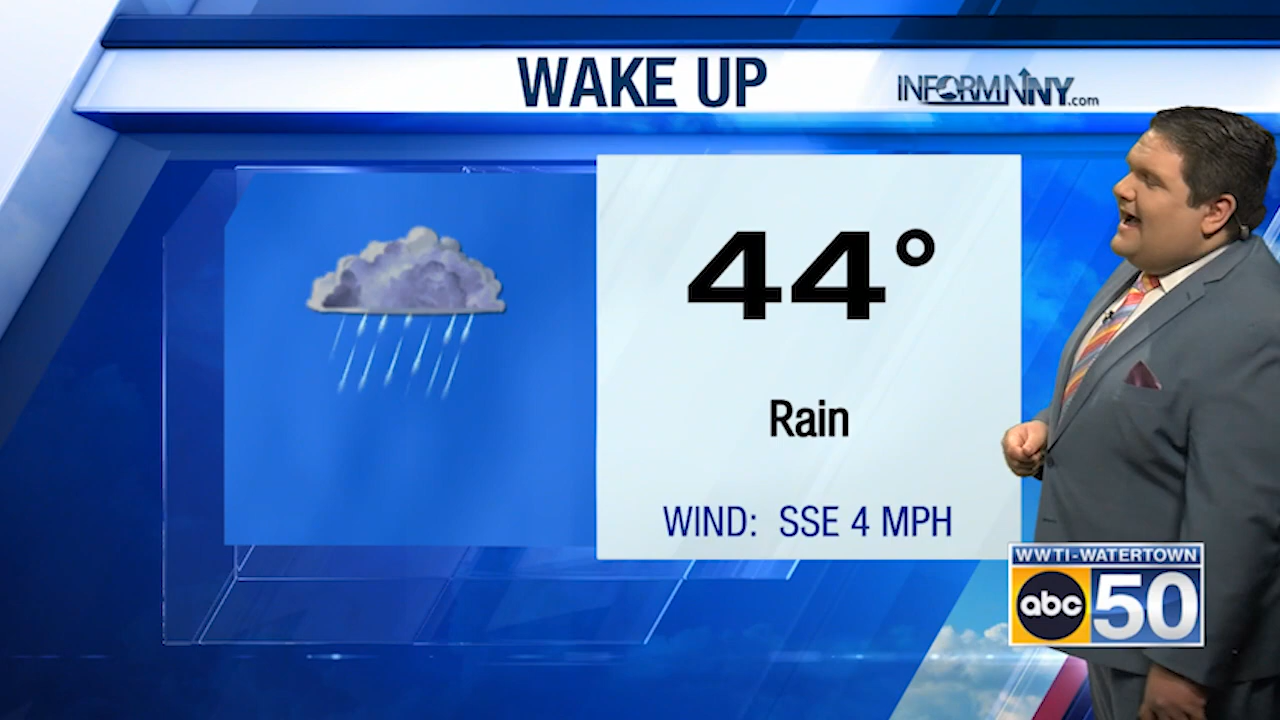 WAKE UP
INFORMNNY.com
44°
Rain
WIND: SSE 4 MPH
WWTI-WATERTOWN
abc 50